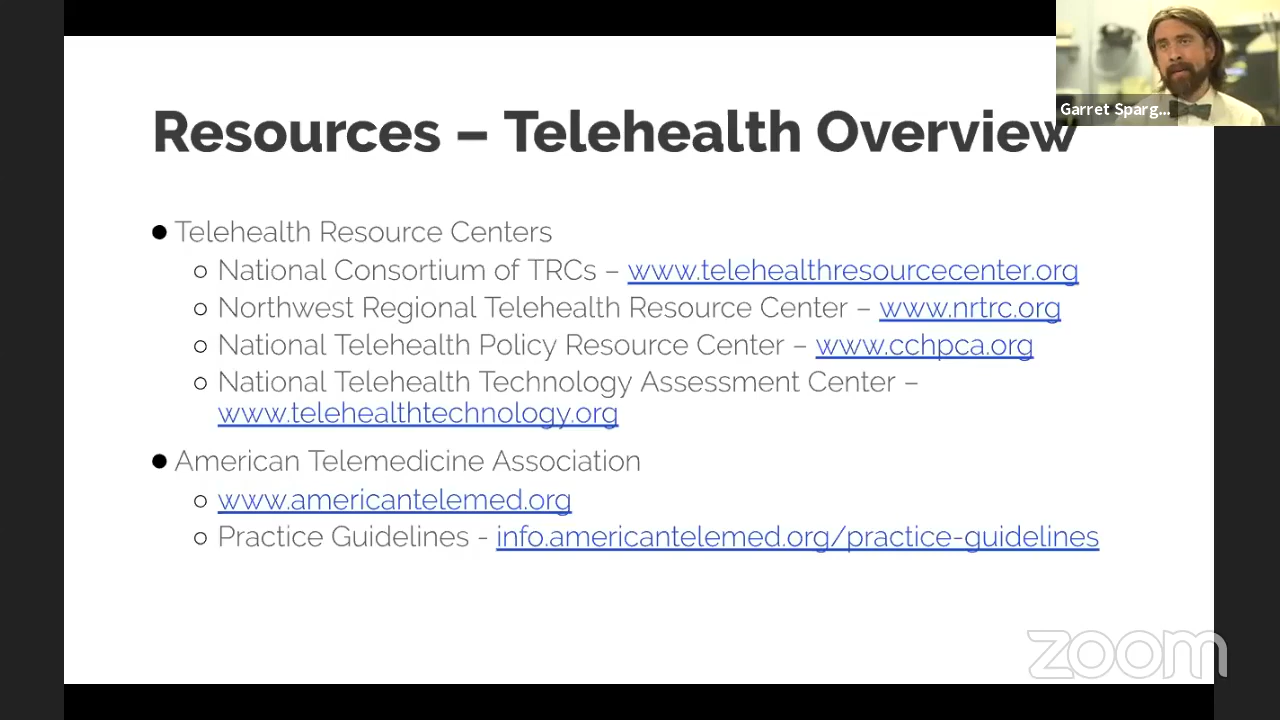 Garret Sparg...
Resources – Telehealth Overview
● Telehealth Resource Centers
○ National Consortium of TRCs – www.telehealthresourcecenter.org
○ Northwest Regional Telehealth Resource Center – www.nrtrc.org
○ National Telehealth Policy Resource Center – www.cchpca.org
○ National Telehealth Technology Assessment Center –
www.telehealthtechnology.org
● American Telemedicine Association
○ www.americantelemed.org
○ Practice Guidelines - info.americantelemed.org/practice-guidelines
zoom